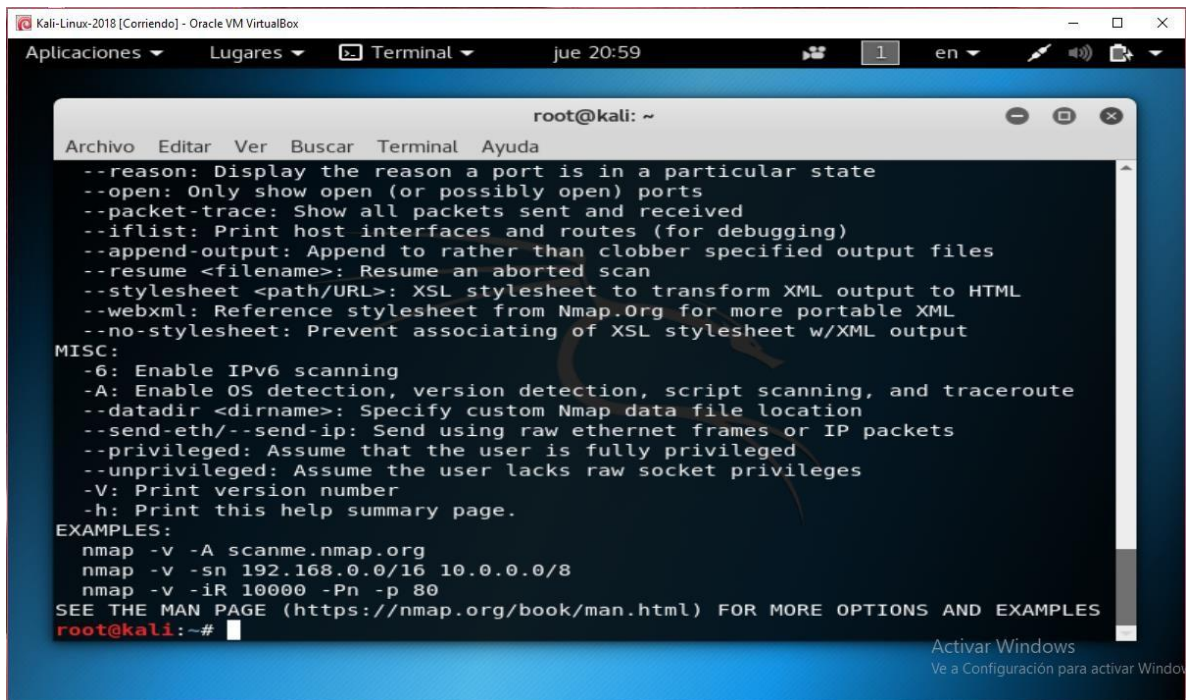 Kali-Linux-2018 [Corriendo] - Oracle VM VirtualBox
Aplicaciones Lugares Terminal jue 20:59 1 en
root@kali: ~
Archivo Editar Ver Buscar Terminal Ayuda
--reason: Display the reason a port is in a particular state
--open: Only show open (or possibly open) ports
--packet-trace: Show all packets sent and received
--iflist: Print host interfaces and routes (for debugging)
--append-output: Append to rather than clobber specified output files
--resume <filename>: Resume an aborted scan
--stylesheet <path/URL>: XSL stylesheet to transform XML output to HTML
--webxml: Reference stylesheet from Nmap.Org for more portable XML
--no-stylesheet: Prevent associating of XSL stylesheet w/XML output
MISC:
-6: Enable IPv6 scanning
-A: Enable OS detection, version detection, script scanning, and traceroute
--datadir <dirname>: Specify custom Nmap data file location
--send-eth/--send-ip: Send using raw ethernet frames or IP packets
--privileged: Assume that the user is fully privileged
--unprivileged: Assume the user lacks raw socket privileges
-V: Print version number
-h: Print this help summary page.
EXAMPLES:
nmap -v -A scanme.nmap.org
nmap -v -sn 192.168.0.0/16 10.0.0.0/8
nmap -v -iR 10000 -Pn -p 80
SEE THE MAN PAGE (https://nmap.org/book/man.html) FOR MORE OPTIONS AND EXAMPLES
root@kali:~#
Activar Windows
Ve a Configuración para activar Window